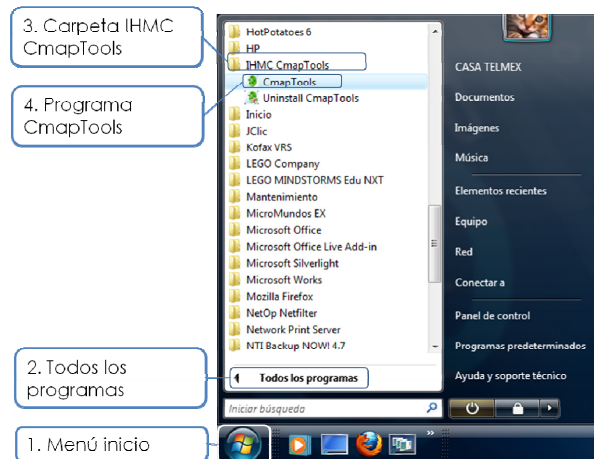 3. Carpeta IHMC
CmapTools
4. Programa
CmapTools
2. Todos los
programas
1. Menú inicio
HotPotatoes 6
HP
IHMC CmapTools
CmapTools
Uninstall CmapTools
Inicio
JClic
Kofax VRS
LEGO Company
LEGO MINDSTORMS Edu NXT
Mantenimiento
MicroMundos EX
Microsoft Office
Microsoft Office Live Add-in
Microsoft Silverlight
Microsoft Works
Mozilla Firefox
NetOp Netfilter
Network Print Server
NTI Backup NOW! 4.7
Todos los programas
Iniciar búsqueda
CASA TELMEX
Documentos
Imágenes
Música
Elementos recientes
Equipo
Red
Conectar a
Panel de control
Programas predeterminados
Ayuda y soporte técnico